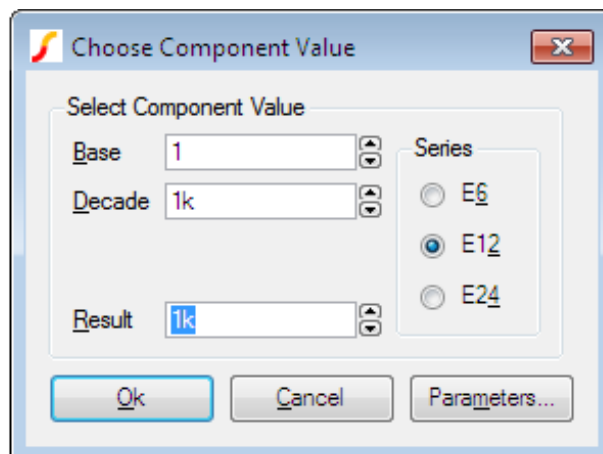 Choose Component Value
Select Component Value
Base 1
Decade 1k
Result 1k
Series
E6
E12
E24
Ok
Cancel
Parameters...